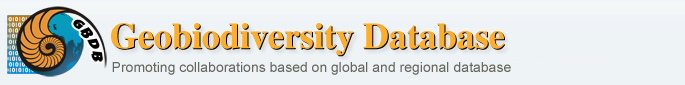 GBDB
Geobiodiversity Database
Promoting collaborations based on global and regional database